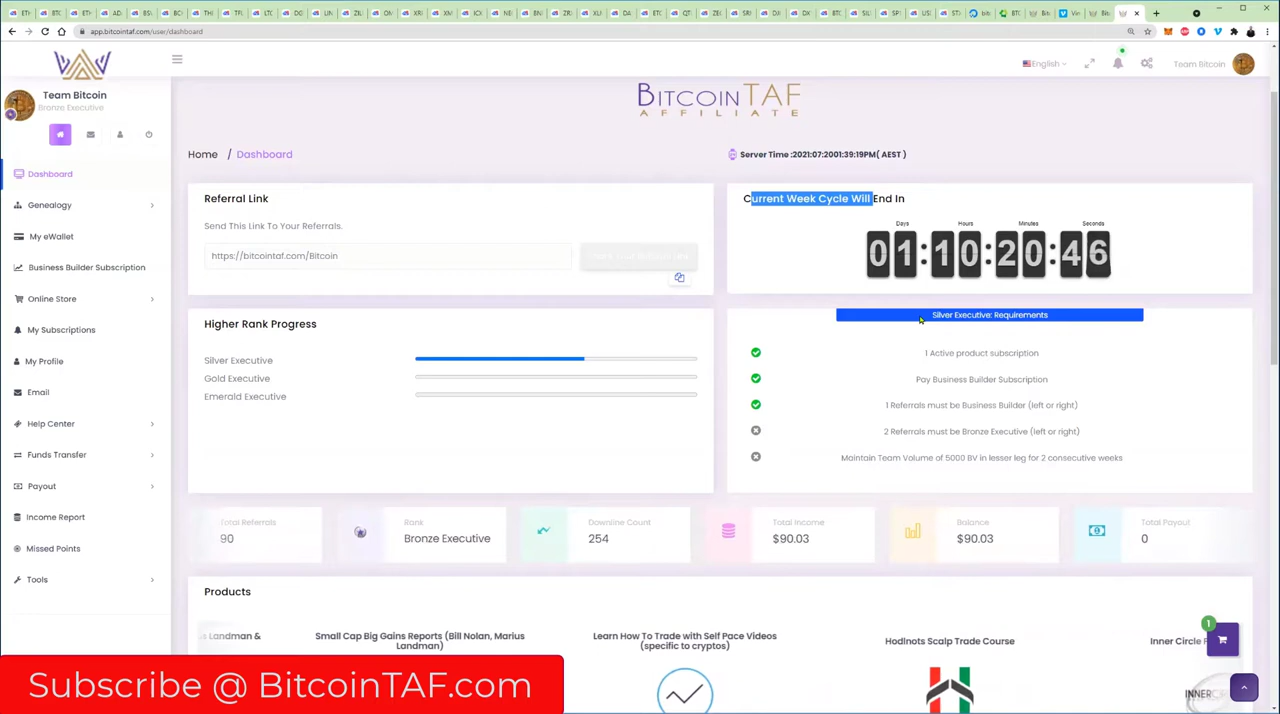 app.bitcointaf.com/user/dashboard
English
Team Bitcoin
Team Bitcoin
Bronze Executive
BITCOINTAF
AFFILIATE
Home / Dashboard
Server Time :2021:07:2001:39:19PM( AEST )
Dashboard
Genealogy
My eWallet
Business Builder Subscription
Online Store
My Subscriptions
My Profile
Email
Help Center
Funds Transfer
Payout
Income Report
Missed Points
Tools
Referral Link
Send This Link To Your Referrals.
https://bitcointaf.com/Bitcoin
Current Week Cycle Will End In
Days Hours Minutes Seconds
01:10:20:46
Higher Rank Progress
Silver Executive
Gold Executive
Emerald Executive
Silver Executive: Requirements
1 Active product subscription
Pay Business Builder Subscription
1 Referrals must be Business Builder (left or right)
2 Referrals must be Bronze Executive (left or right)
Maintain Team Volume of 5000 BV in lesser leg for 2 consecutive weeks
Total Referrals
90
Rank
Bronze Executive
Downline Count
254
Total Income
$90.03
Balance
$90.03
Total Payout
0
Products
s Landman &
Small Cap Big Gains Reports (Bill Nolan, Marius
Landman)
Learn How To Trade with Self Pace Videos
(specific to cryptos)
Hodlnots Scalp Trade Course
Inner Circle
1
INNER
Subscribe @ BitcoinTAF.com